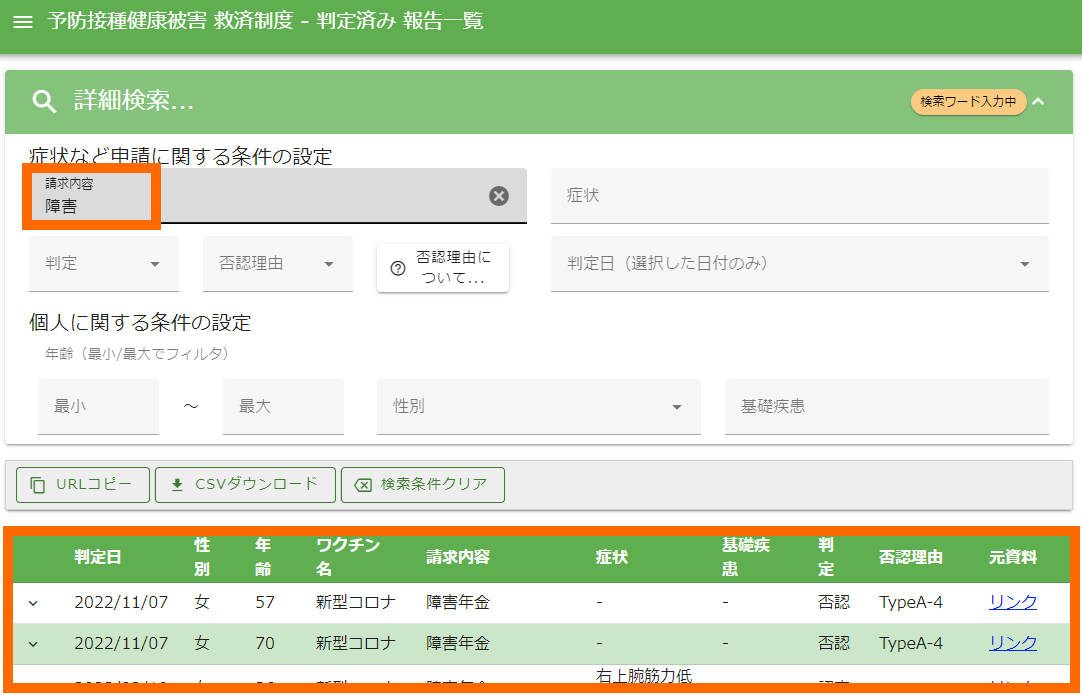 予防接種健康被害 救済制度 - 判定済み 報告一覧
詳細検索...
検索ワード入力中
症状など申請に関する条件の設定
請求内容
障害
症状
判定
否認理由
否認理由に
ついて...
判定日（選択した日付のみ）
個人に関する条件の設定
年齢（最小/最大でフィルタ）
最小
～
最大
性別
基礎疾患
URLコピー
CSVダウンロード
検索条件クリア
判定日 性別 年齢 ワクチン名 請求内容 症状 基礎疾患 判定 否認理由 元資料
2022/11/07 女 57 新型コロナ 障害年金 - - 否認 TypeA-4 リンク
2022/11/07 女 70 新型コロナ 障害年金 - - 否認 TypeA-4 リンク
右上腕筋力低